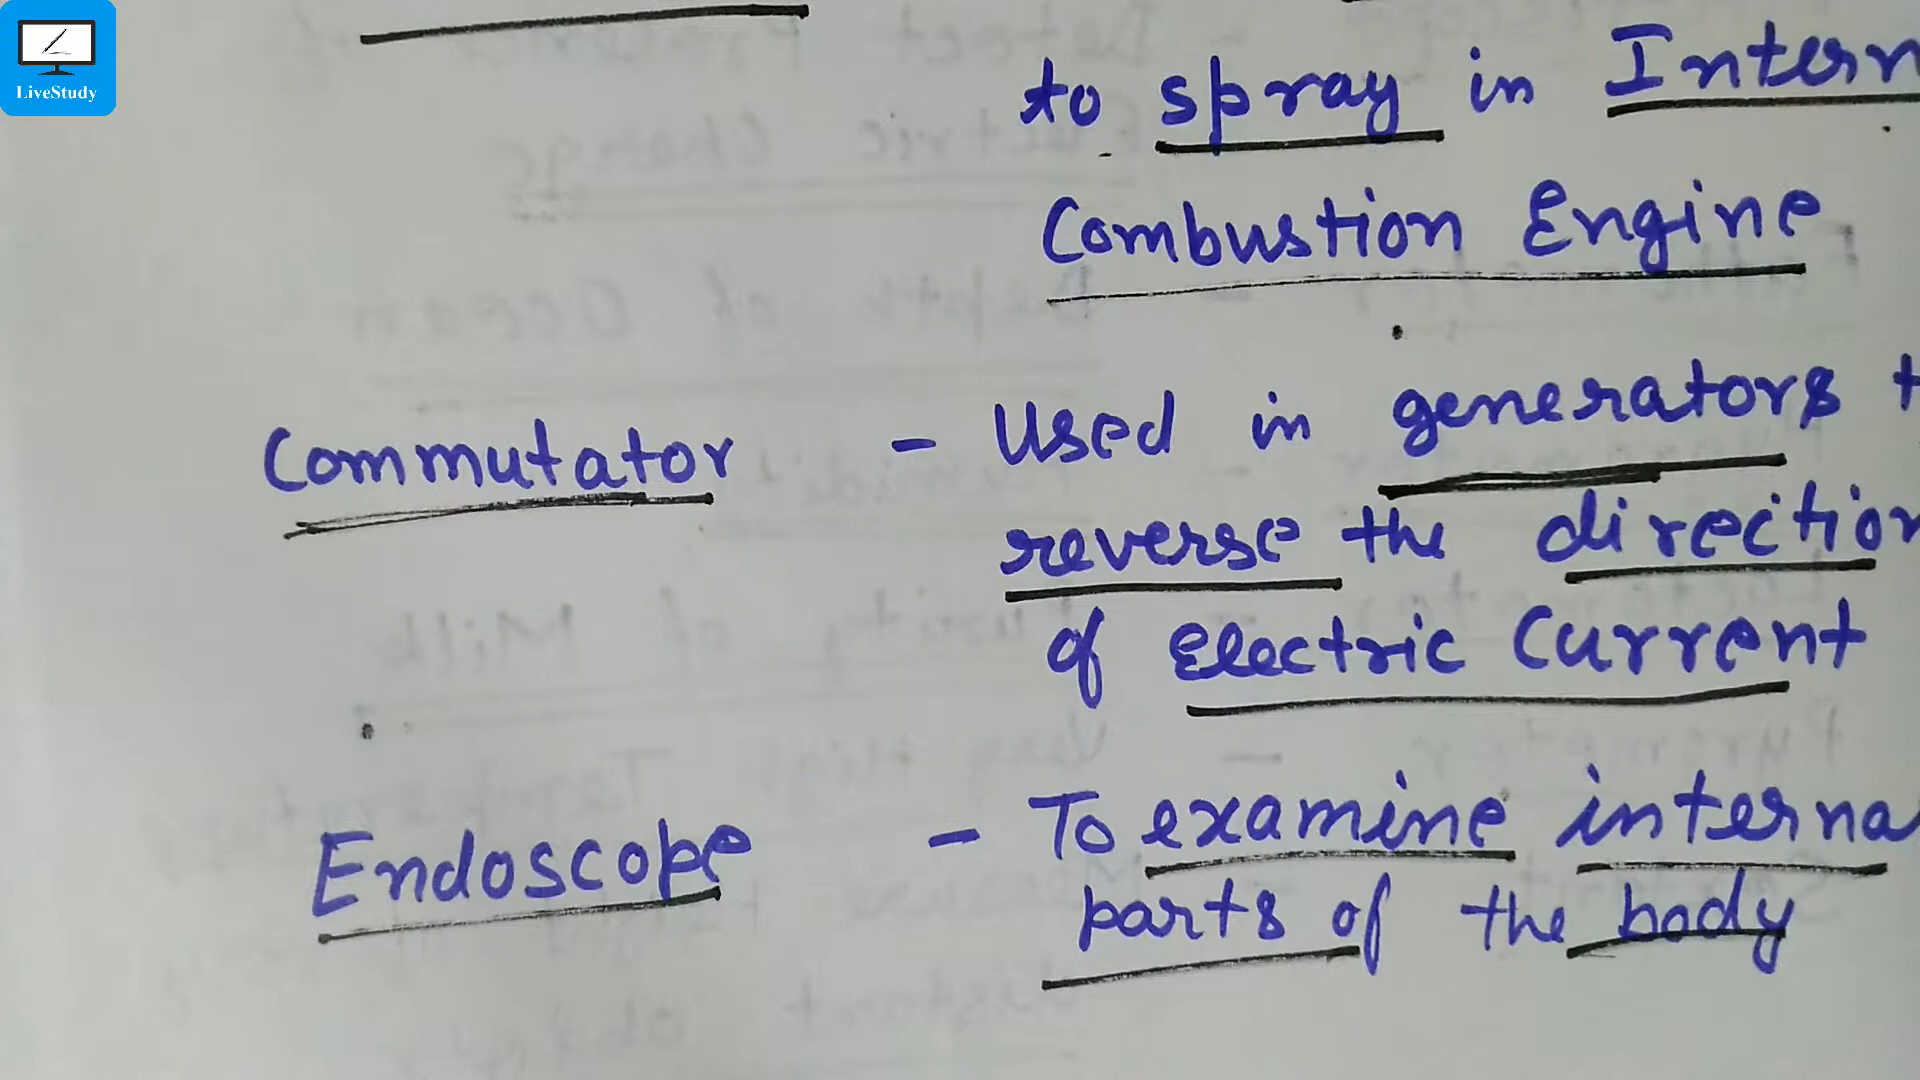 LiveStudy
to spray in Intern
Combustion Engine
Commutator - Used in generators t
reverse the direction
of Electric Current
Endoscope - To examine interna
parts of the body